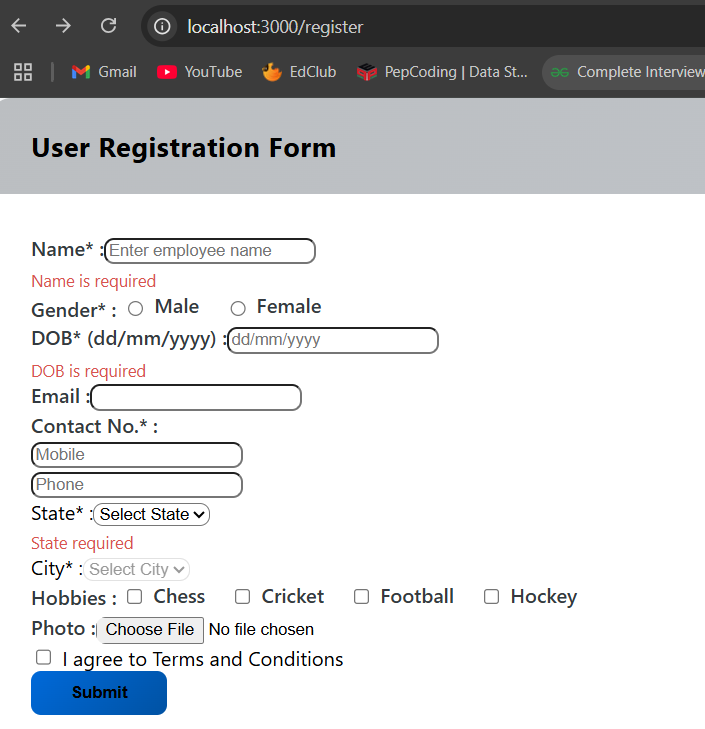 localhost:3000/register
Gmail YouTube EdClub PepCoding | Data St... Complete Interview
User Registration Form
Name* : Enter employee name
Name is required
Gender* : Male Female
DOB* (dd/mm/yyyy) : dd/mm/yyyy
DOB is required
Email :
Contact No.* :
Mobile
Phone
State* : Select State
State required
City* : Select City
Hobbies : Chess Cricket Football Hockey
Photo : Choose File No file chosen
I agree to Terms and Conditions
Submit